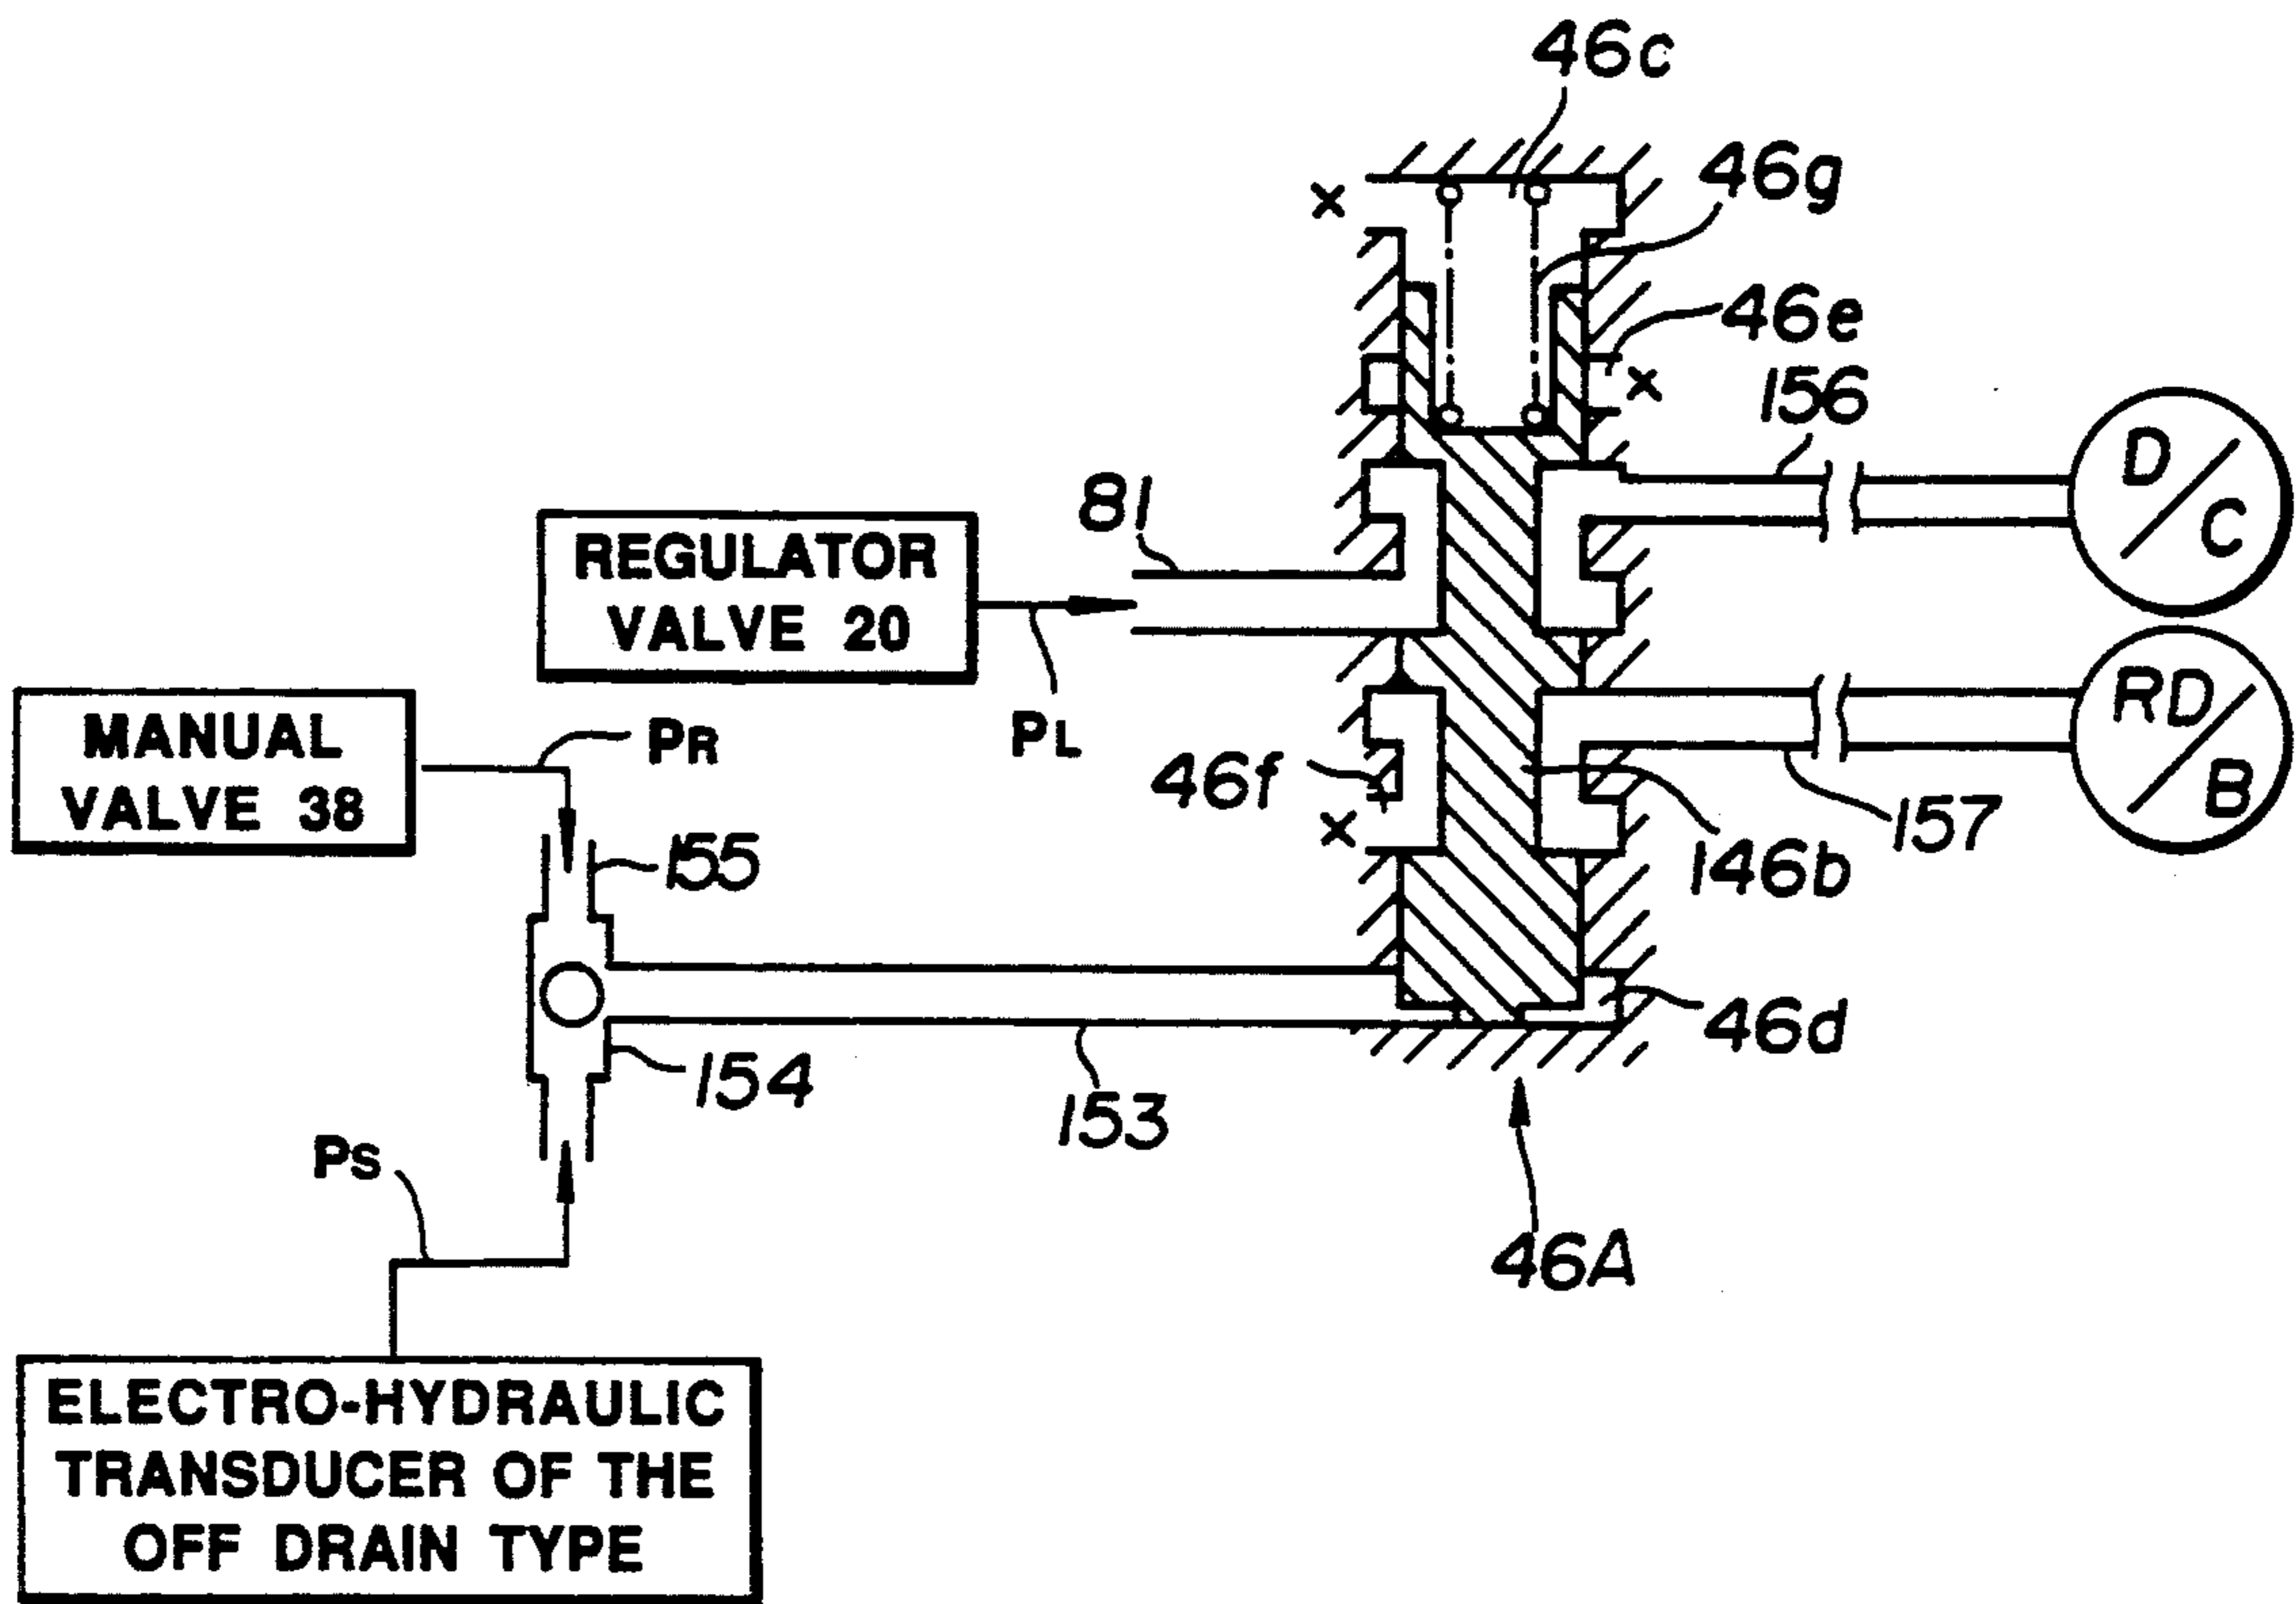 46c
46g
x
46e
x
156
D/C
81
REGULATOR
VALVE 20
PL
MANUAL
VALVE 38
PR
RD/B
46f
x
155
157
146b
46d
154
153
PS
46A
ELECTRO-HYDRAULIC
TRANSDUCER OF THE
OFF DRAIN TYPE